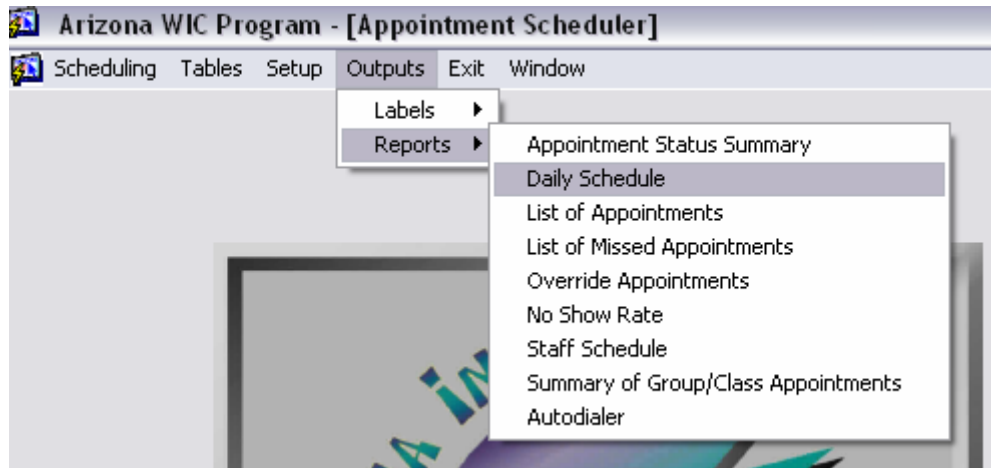 Arizona WIC Program - [Appointment Scheduler]
Scheduling Tables Setup Outputs Exit Window
Labels
Reports
Appointment Status Summary
Daily Schedule
List of Appointments
List of Missed Appointments
Override Appointments
No Show Rate
Staff Schedule
Summary of Group/Class Appointments
Autodialer